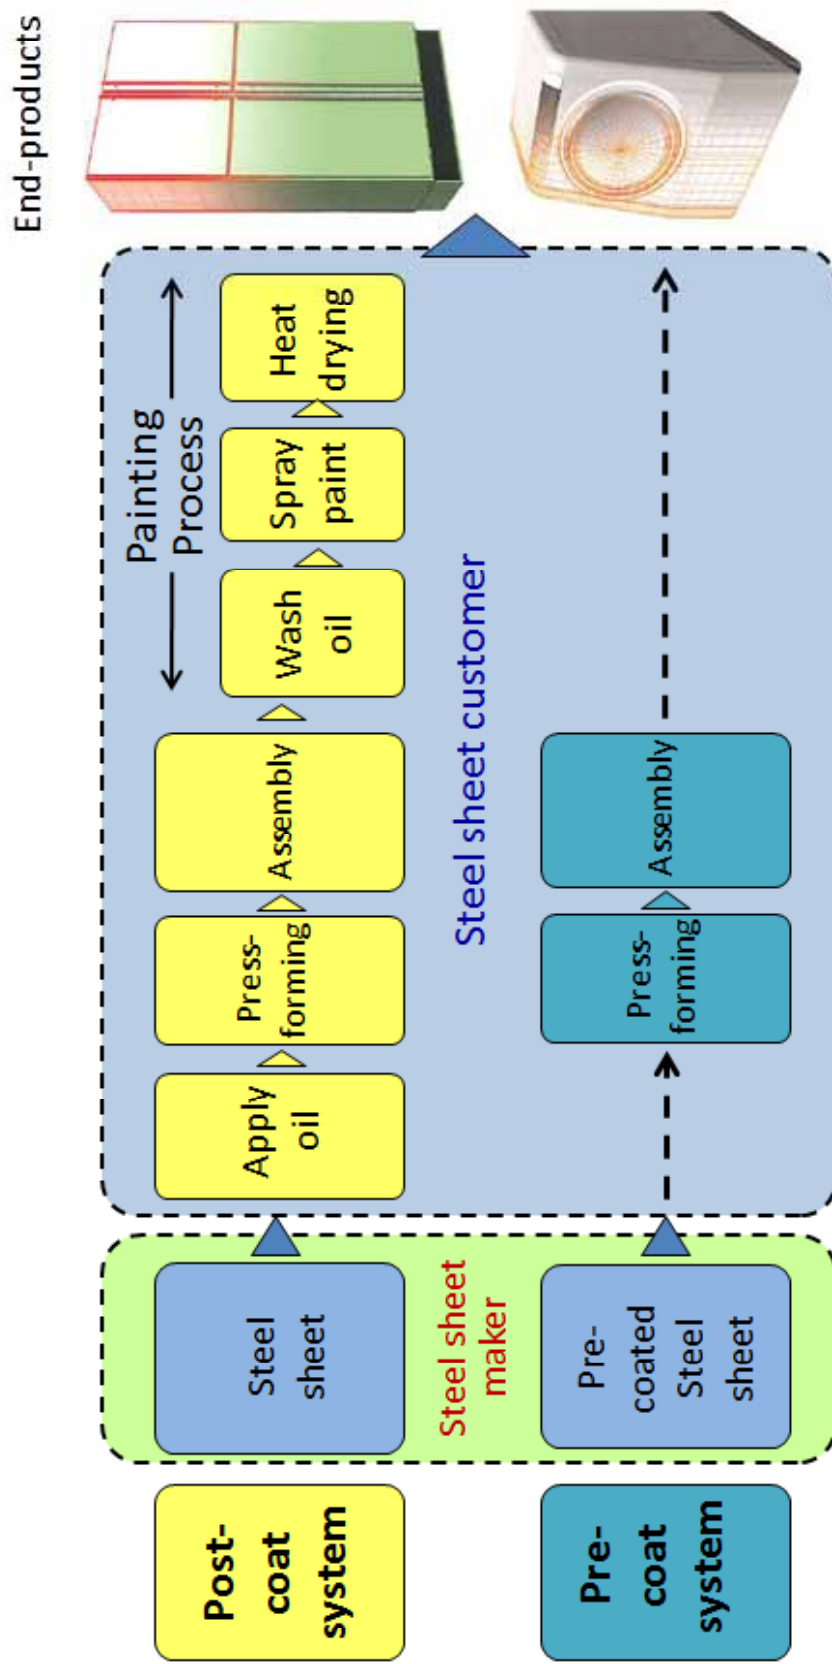 End-products
Painting
Process
Post-
coat
system
Steel
sheet
Apply
oil
Press-
forming
Assembly
Wash
oil
Spray
paint
Heat
drying
Steel sheet
maker
Steel sheet customer
Pre-
coat
system
Pre-
coated
Steel
sheet
Press-
forming
Assembly